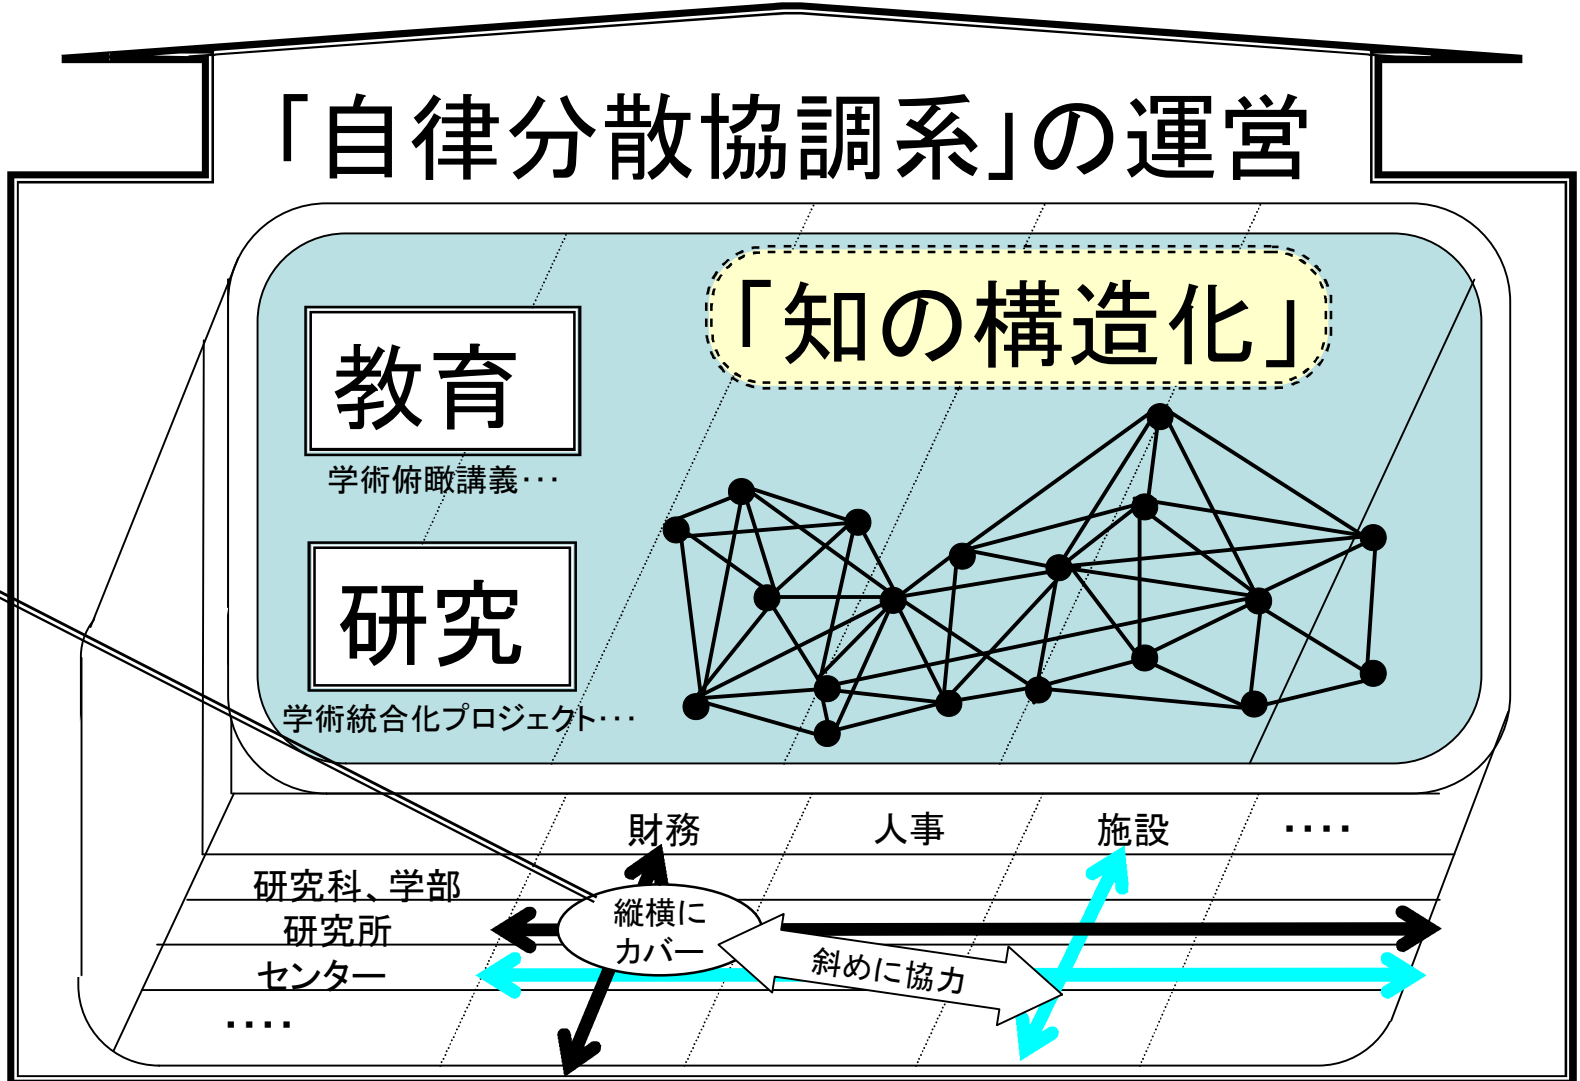 「自律分散協調系」の運営
「知の構造化」
教育
学術俯瞰講義･･･
研究
学術統合化プロジェクト･･･
財務 人事 施設 ････
研究科、学部
研究所
センター
････
縦横に
カバー
斜めに協力